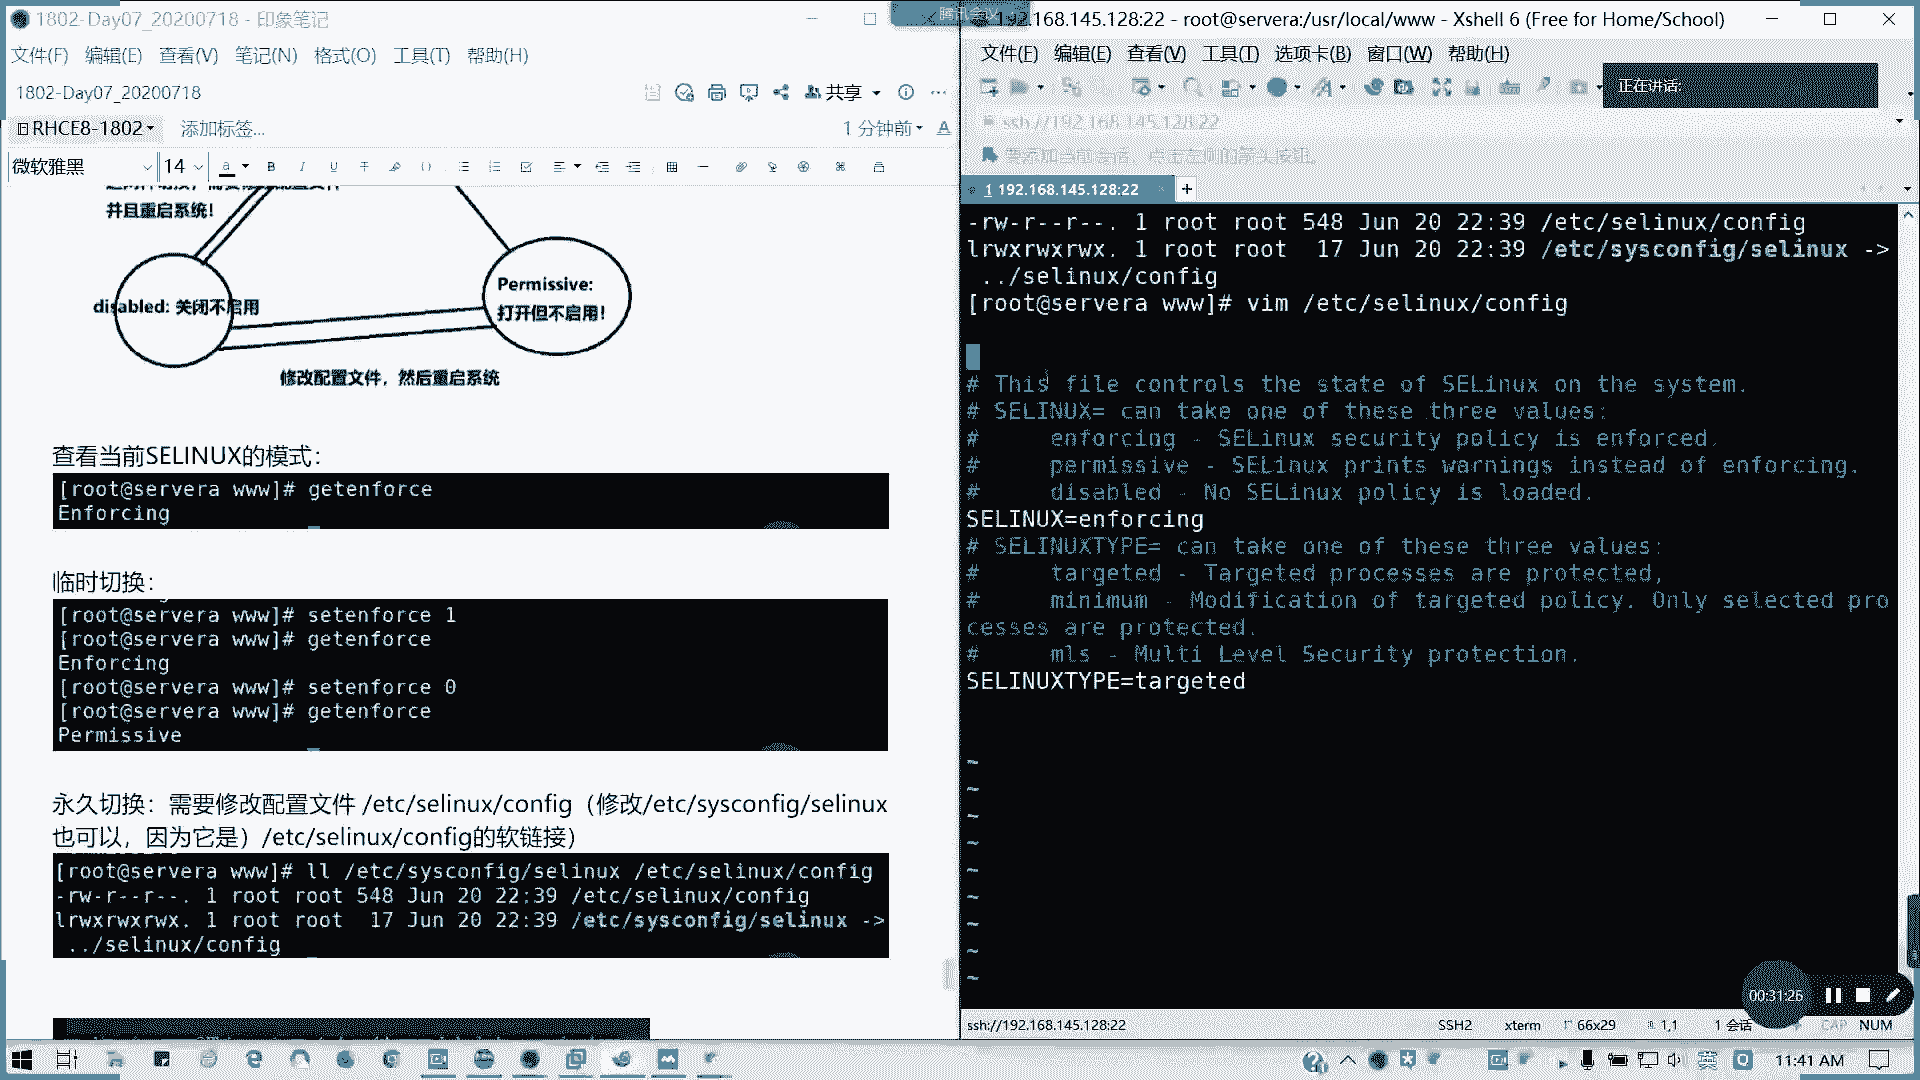 1802-Day07_20200718 - 印象笔记
文件(F) 编辑(E) 查看(V) 笔记(N) 格式(O) 工具(T) 帮助(H)
1802-Day07_20200718
共享
RHCE8-1802
添加标签...
1 分钟前
微软雅黑
14
并且重启系统!
disabled: 关闭不启用
Permissive:
打开但不启用!
修改配置文件，然后重启系统
查看当前SELINUX的模式：
[root@servera www]# getenforce
Enforcing
临时切换：
[root@servera www]# setenforce 1
[root@servera www]# getenforce
Enforcing
[root@servera www]# setenforce 0
[root@servera www]# getenforce
Permissive
永久切换：需要修改配置文件 /etc/selinux/config（修改/etc/sysconfig/selinux
也可以，因为它是）/etc/selinux/config的软链接）
[root@servera www]# ll /etc/sysconfig/selinux /etc/selinux/config
-rw-r--r--. 1 root root 548 Jun 20 22:39 /etc/selinux/config
lrwxrwxrwx. 1 root root  17 Jun 20 22:39 /etc/sysconfig/selinux ->
../selinux/config
腾讯会议
192.168.145.128:22 - root@servera:/usr/local/www - Xshell 6 (Free for Home/School)
文件(F) 编辑(E) 查看(V) 工具(T) 选项卡(B) 窗口(W) 帮助(H)
正在讲话:
ssh://192.168.145.128:22
要添加当前会话，点击左侧的箭头按钮。
1 192.168.145.128:22
-rw-r--r--. 1 root root 548 Jun 20 22:39 /etc/selinux/config
lrwxrwxrwx. 1 root root  17 Jun 20 22:39 /etc/sysconfig/selinux ->
../selinux/config
[root@servera www]# vim /etc/selinux/config
# This file controls the state of SELinux on the system.
# SELINUX= can take one of these three values:
#     enforcing - SELinux security policy is enforced.
#     permissive - SELinux prints warnings instead of enforcing.
#     disabled - No SELinux policy is loaded.
SELINUX=enforcing
# SELINUXTYPE= can take one of these three values:
#     targeted - Targeted processes are protected,
#     minimum - Modification of targeted policy. Only selected pro
cesses are protected.
#     mls - Multi Level Security protection.
SELINUXTYPE=targeted
~
~
~
~
~
~
~
~
~
00:31:26
ssh://192.168.145.128:22
SSH2
xterm
66x29
1,1
1 会话
CAP
NUM
英
11:41 AM